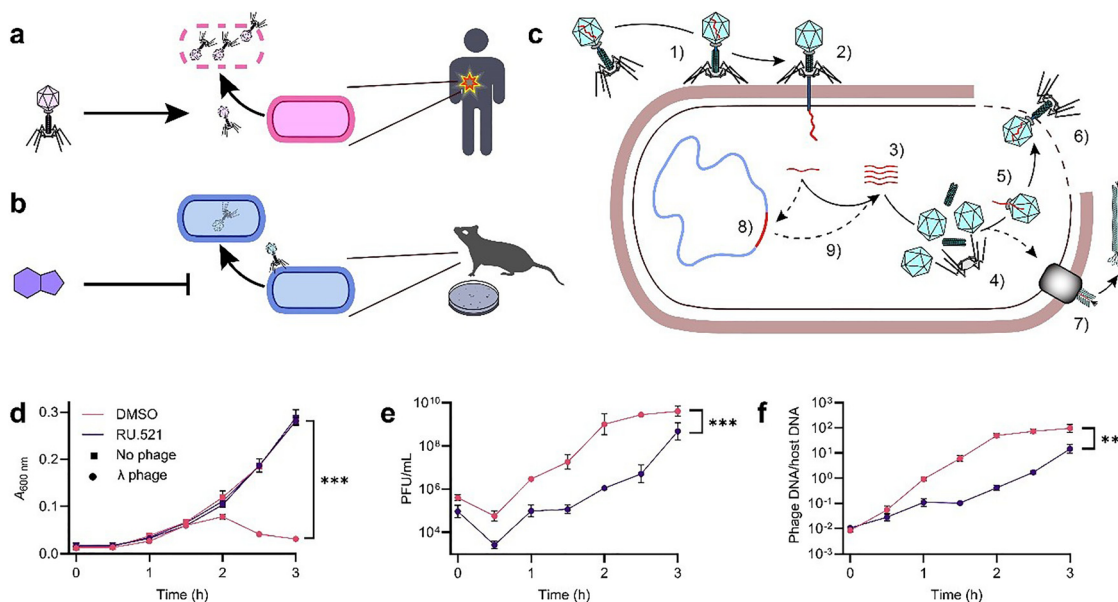 a
b
c
1)
2)
3)
4)
5)
6)
7)
8)
9)
d
DMSO
RU.521
No phage
λ phage
A600 nm
0.3
0.2
0.1
0.0
0 1 2 3
Time (h)
***
e
PFU/mL
10^10
10^8
10^6
10^4
0 1 2 3
Time (h)
***
f
Phage DNA/host DNA
10^3
10^2
10^1
10^0
10^-1
10^-2
10^-3
0 1 2 3
Time (h)
**